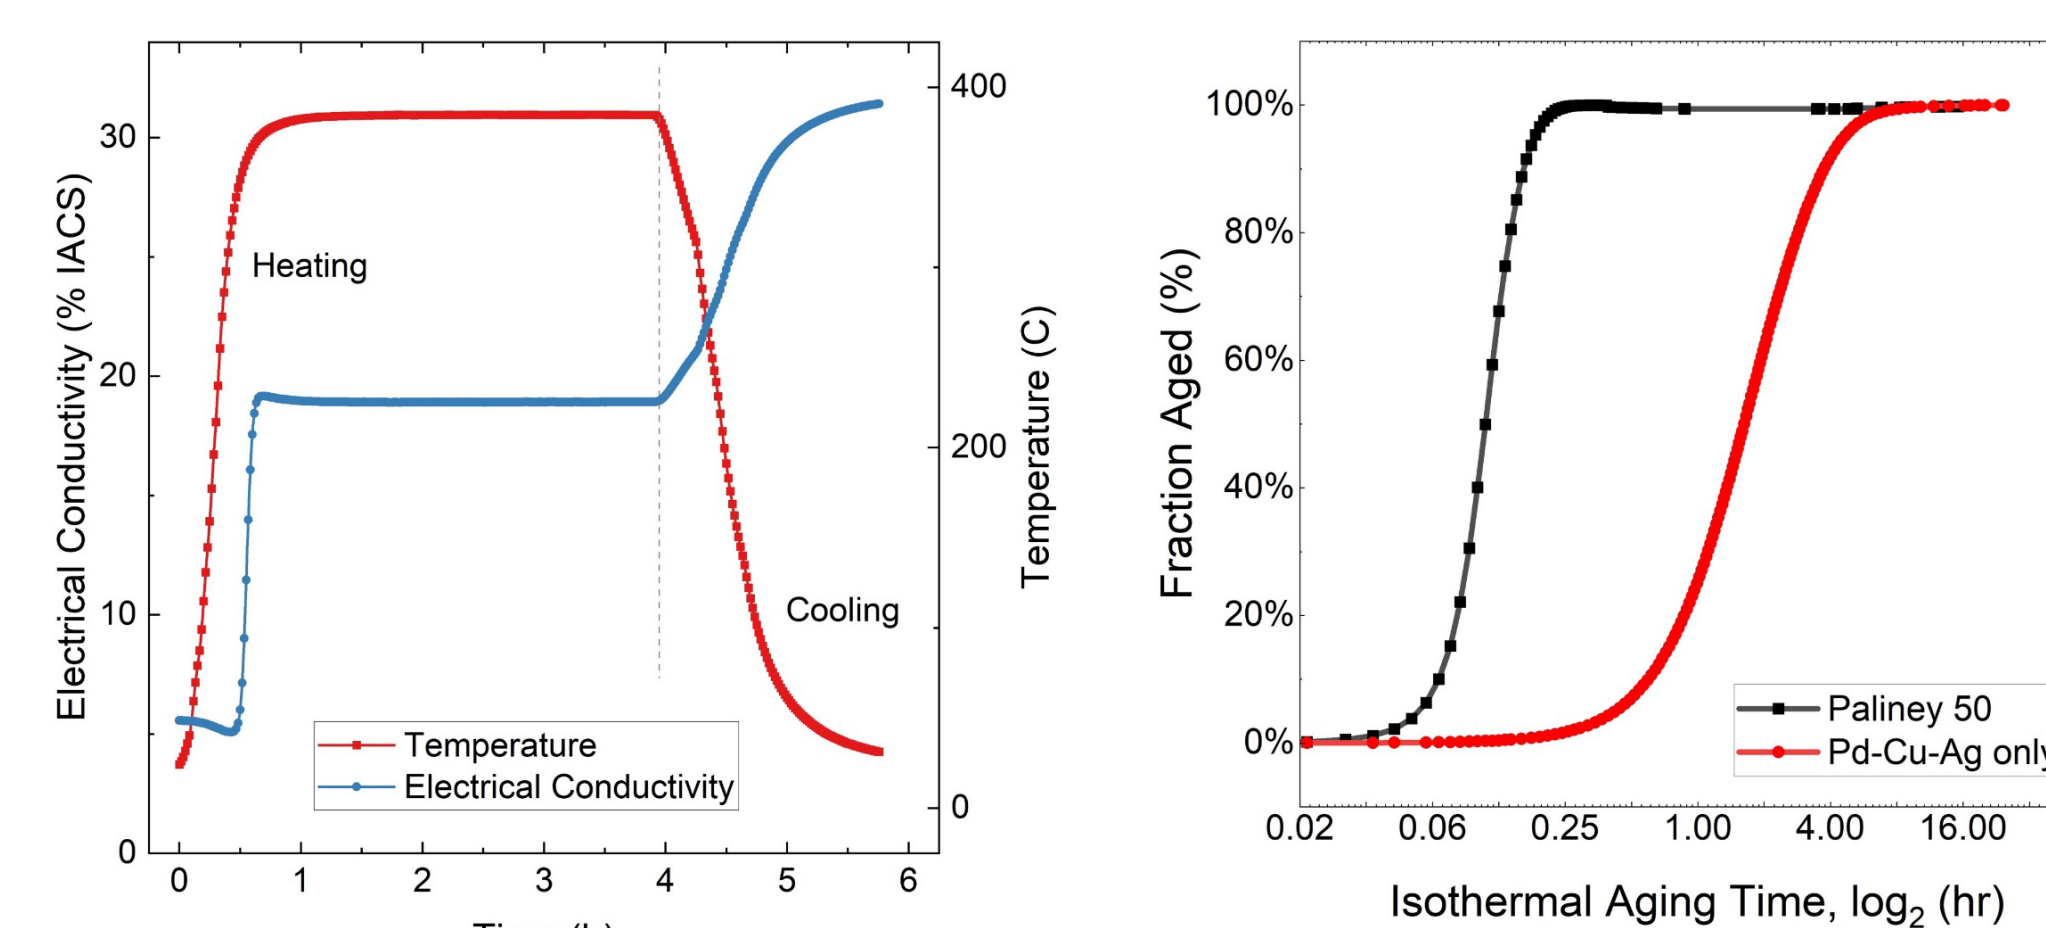 Electrical Conductivity (% IACS)
30
20
10
0
Heating
Cooling
Temperature
Electrical Conductivity
400
200
0
Temperature (C)
0 1 2 3 4 5 6
Fraction Aged (%)
100%
80%
60%
40%
20%
0%
Paliney 50
Pd-Cu-Ag only
0.02 0.06 0.25 1.00 4.00 16.00
Isothermal Aging Time, log2 (hr)